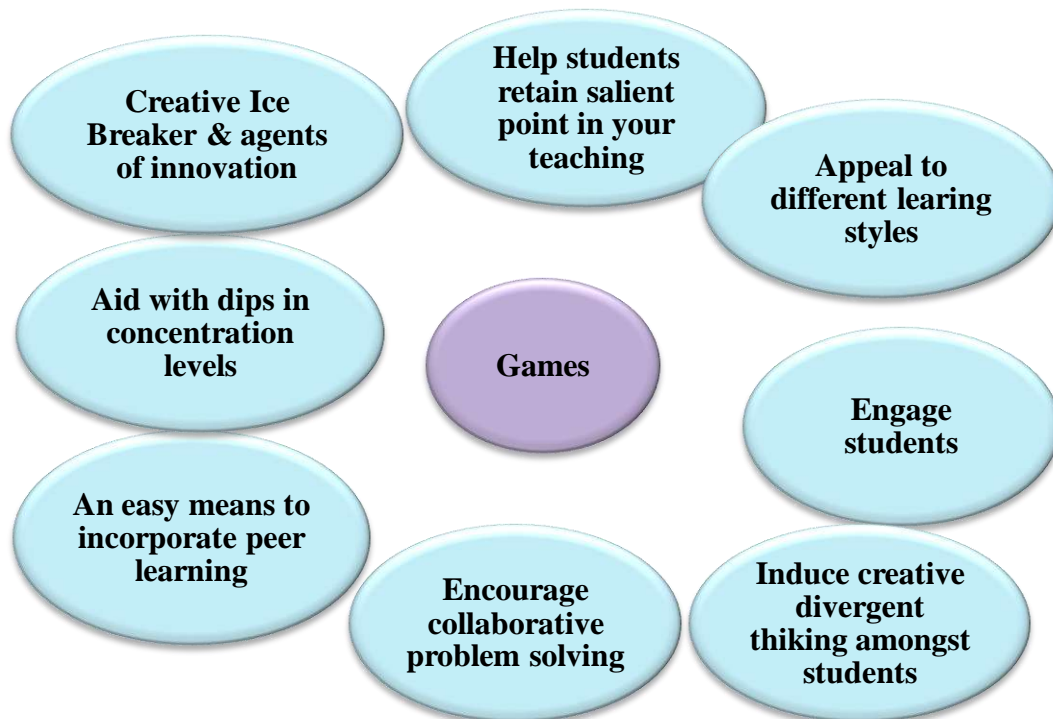 Help students
retain salient
point in your
teaching
Creative Ice
Breaker & agents
of innovation
Appeal to
different learing
styles
Aid with dips in
concentration
levels
Games
Engage
students
An easy means to
incorporate peer
learning
Encourage
collaborative
problem solving
Induce creative
divergent
thiking amongst
students